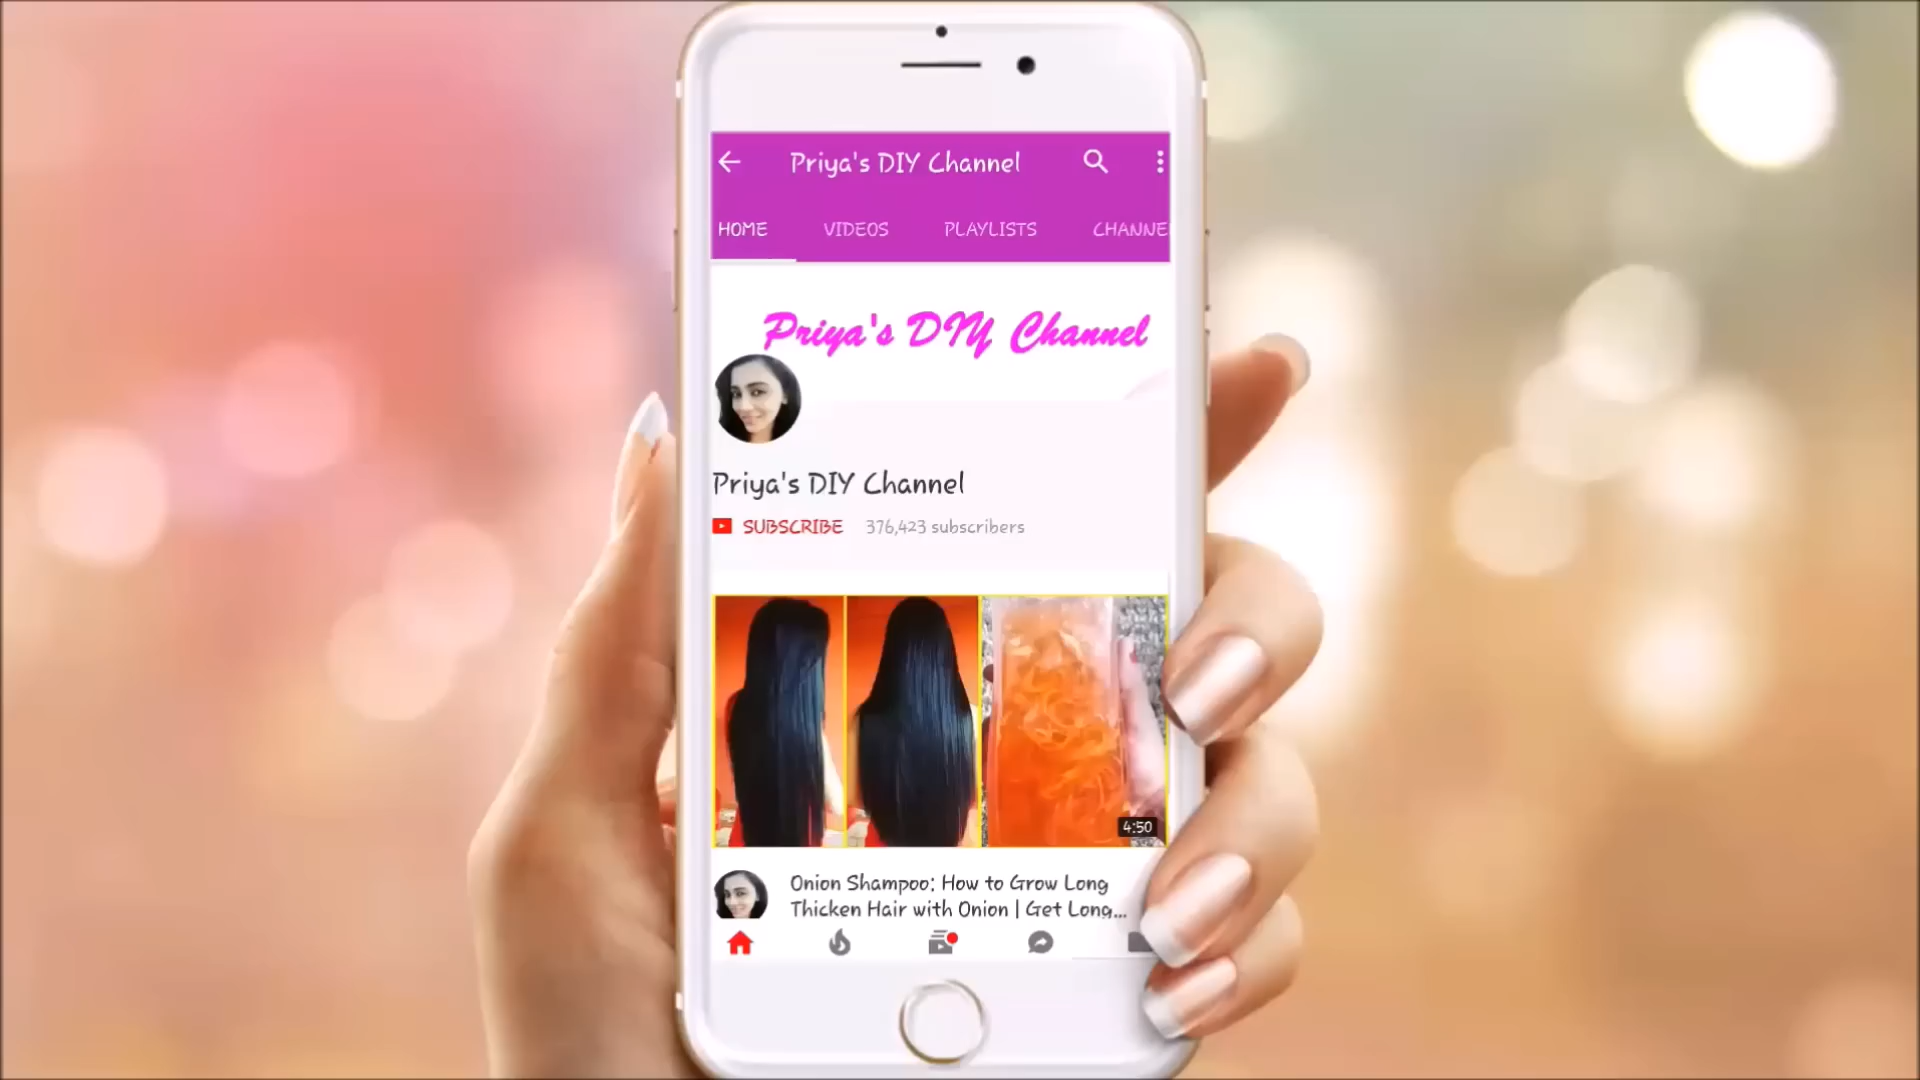 Priya's DIY Channel
HOME VIDEOS PLAYLISTS CHANNE
Priya's DIY Channel
Priya's DIY Channel
SUBSCRIBE 376,423 subscribers
4:50
Onion Shampoo: How to Grow Long
Thicken Hair with Onion | Get Long...